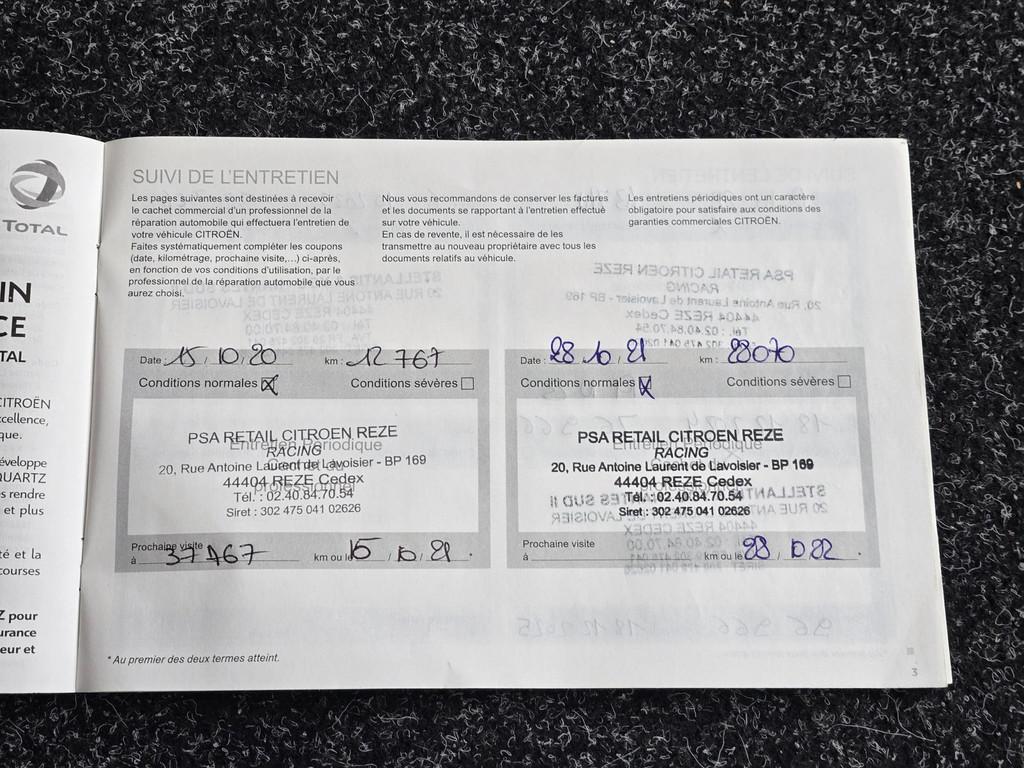 TOTAL
IN
CE
TAL
ITROËN
cellence,
que.
éveloppe
UARTZ
s rendre
et plus
té et la
courses
Z pour
urance
eur et
SUIVI DE L'ENTRETIEN
Les pages suivantes sont destinées à recevoir
le cachet commercial d'un professionnel de la
réparation automobile qui effectuera l'entretien de
votre véhicule CITROËN.
Faites systématiquement compléter les coupons
(date, kilométrage, prochaine visite,...) ci-après,
en fonction de vos conditions d'utilisation, par le
professionnel de la réparation automobile que vous
aurez choisi.
Nous vous recommandons de conserver les factures
et les documents se rapportant à l'entretien effectué
sur votre véhicule.
En cas de revente, il est nécessaire de les
transmettre au nouveau propriétaire avec tous les
documents relatifs au véhicule.
Les entretiens périodiques ont un caractère
obligatoire pour satisfaire aux conditions des
garanties commerciales CITROËN.
Date : 15 / 10 / 20 km : 12 767
Conditions normales Conditions sévères
PSA RETAIL CITROEN REZE
Entretien Périodique
RACING
20, Rue Antoine Laurent de Lavoisier - BP 169
44404 REZE Cedex
Tél. : 02.40.84.70.54
Siret : 302 475 041 02626
Prochaine visite
à 37767 km ou le 15 / 10 / 21 .
Date : 28 / 10 / 21 km : 23070
Conditions normales Conditions sévères
PSA RETAIL CITROEN REZE
Entretien Périodique
RACING
20, Rue Antoine Laurent de Lavoisier - BP 169
44404 REZE Cedex
Tél. : 02.40.84.70.54
Siret : 302 475 041 02626
Prochaine visite
à km ou le 28 / 10 22 .
* Au premier des deux termes atteint.
3